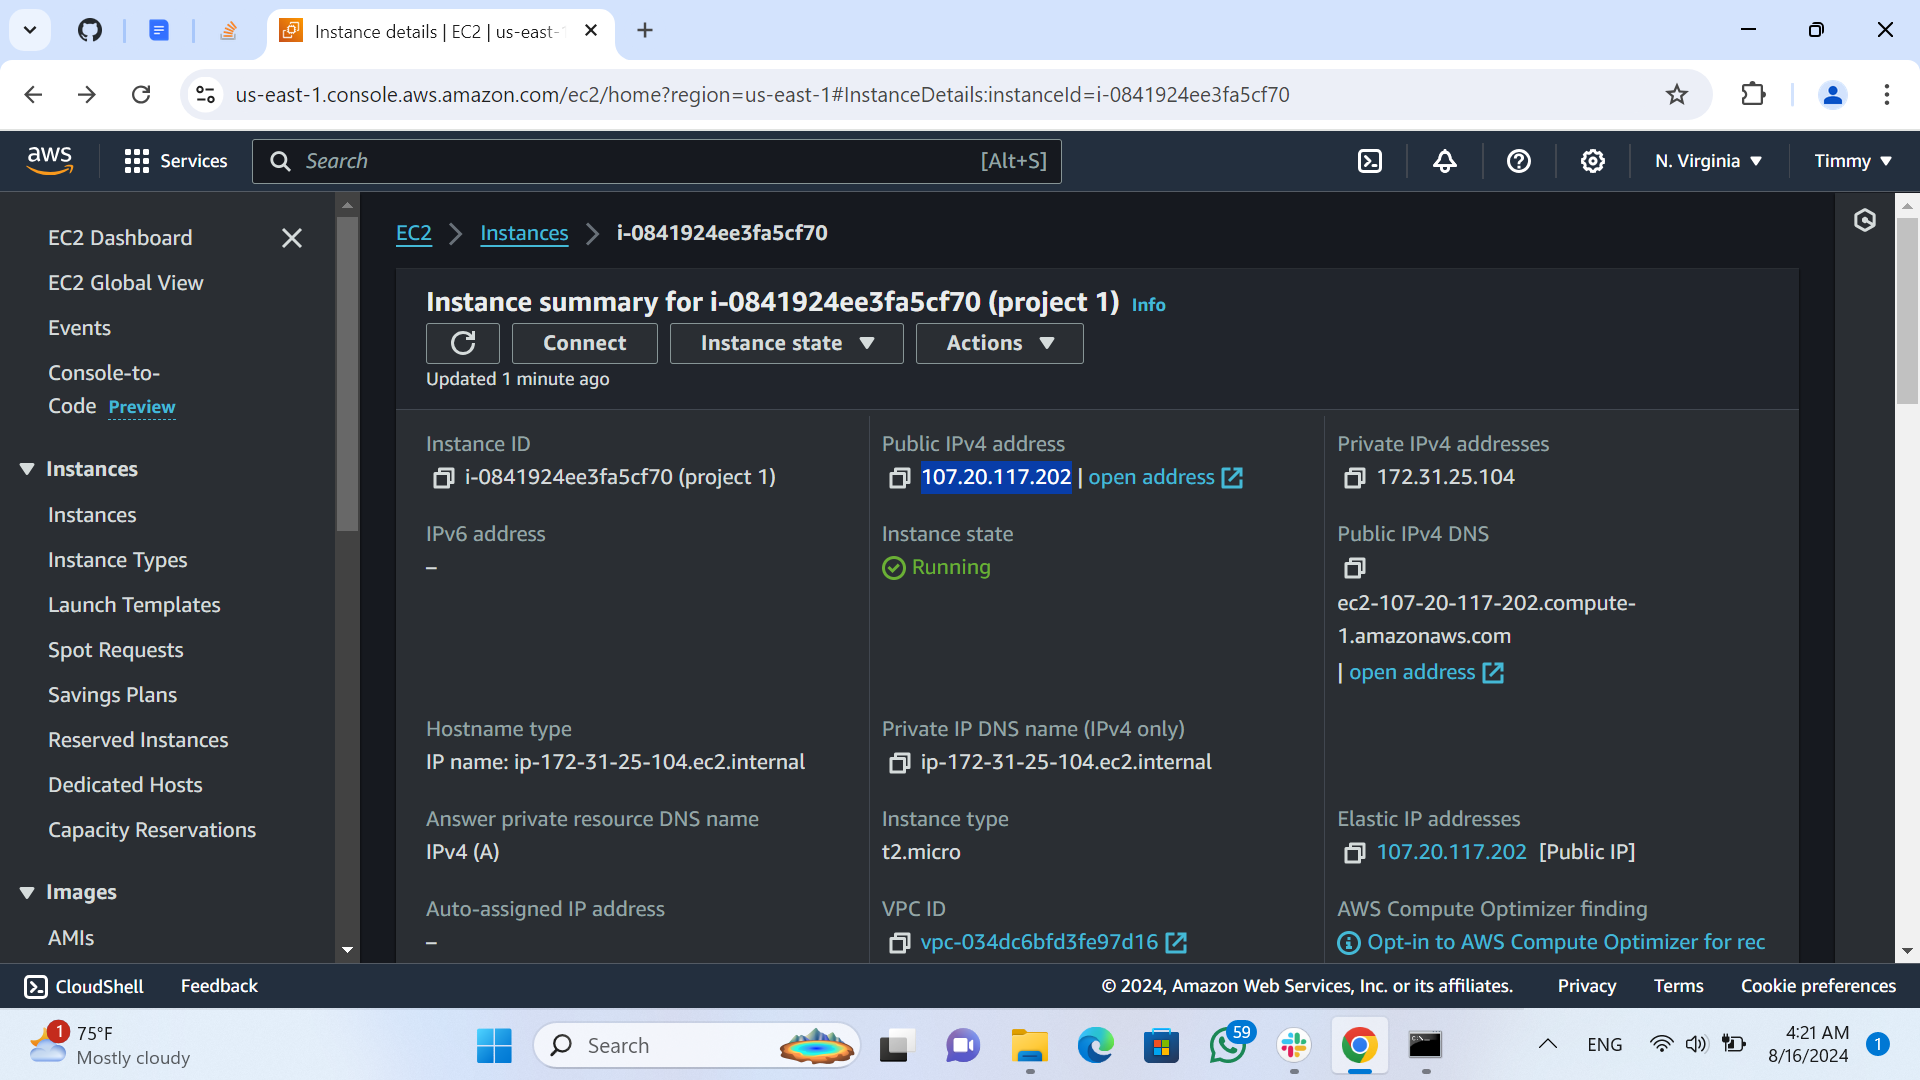 Instance details | EC2 | us-east-1
us-east-1.console.aws.amazon.com/ec2/home?region=us-east-1#InstanceDetails:instanceId=i-0841924ee3fa5cf70
aws
Services
Search
[Alt+S]
N. Virginia
Timmy
EC2 Dashboard
EC2 Global View
Events
Console-to-
Code Preview
Instances
Instances
Instance Types
Launch Templates
Spot Requests
Savings Plans
Reserved Instances
Dedicated Hosts
Capacity Reservations
Images
AMIs
EC2
Instances
i-0841924ee3fa5cf70
Instance summary for i-0841924ee3fa5cf70 (project 1) Info
Connect
Instance state
Actions
Updated 1 minute ago
Instance ID
i-0841924ee3fa5cf70 (project 1)
Public IPv4 address
107.20.117.202 | open address
Private IPv4 addresses
172.31.25.104
IPv6 address
–
Instance state
Running
Public IPv4 DNS
ec2-107-20-117-202.compute-
1.amazonaws.com
| open address
Hostname type
IP name: ip-172-31-25-104.ec2.internal
Private IP DNS name (IPv4 only)
ip-172-31-25-104.ec2.internal
Answer private resource DNS name
IPv4 (A)
Instance type
t2.micro
Elastic IP addresses
107.20.117.202 [Public IP]
Auto-assigned IP address
–
VPC ID
vpc-034dc6bfd3fe97d16
AWS Compute Optimizer finding
Opt-in to AWS Compute Optimizer for rec
CloudShell
Feedback
© 2024, Amazon Web Services, Inc. or its affiliates.
Privacy
Terms
Cookie preferences
1
75°F
Mostly cloudy
Search
59
ENG
4:21 AM
8/16/2024
1